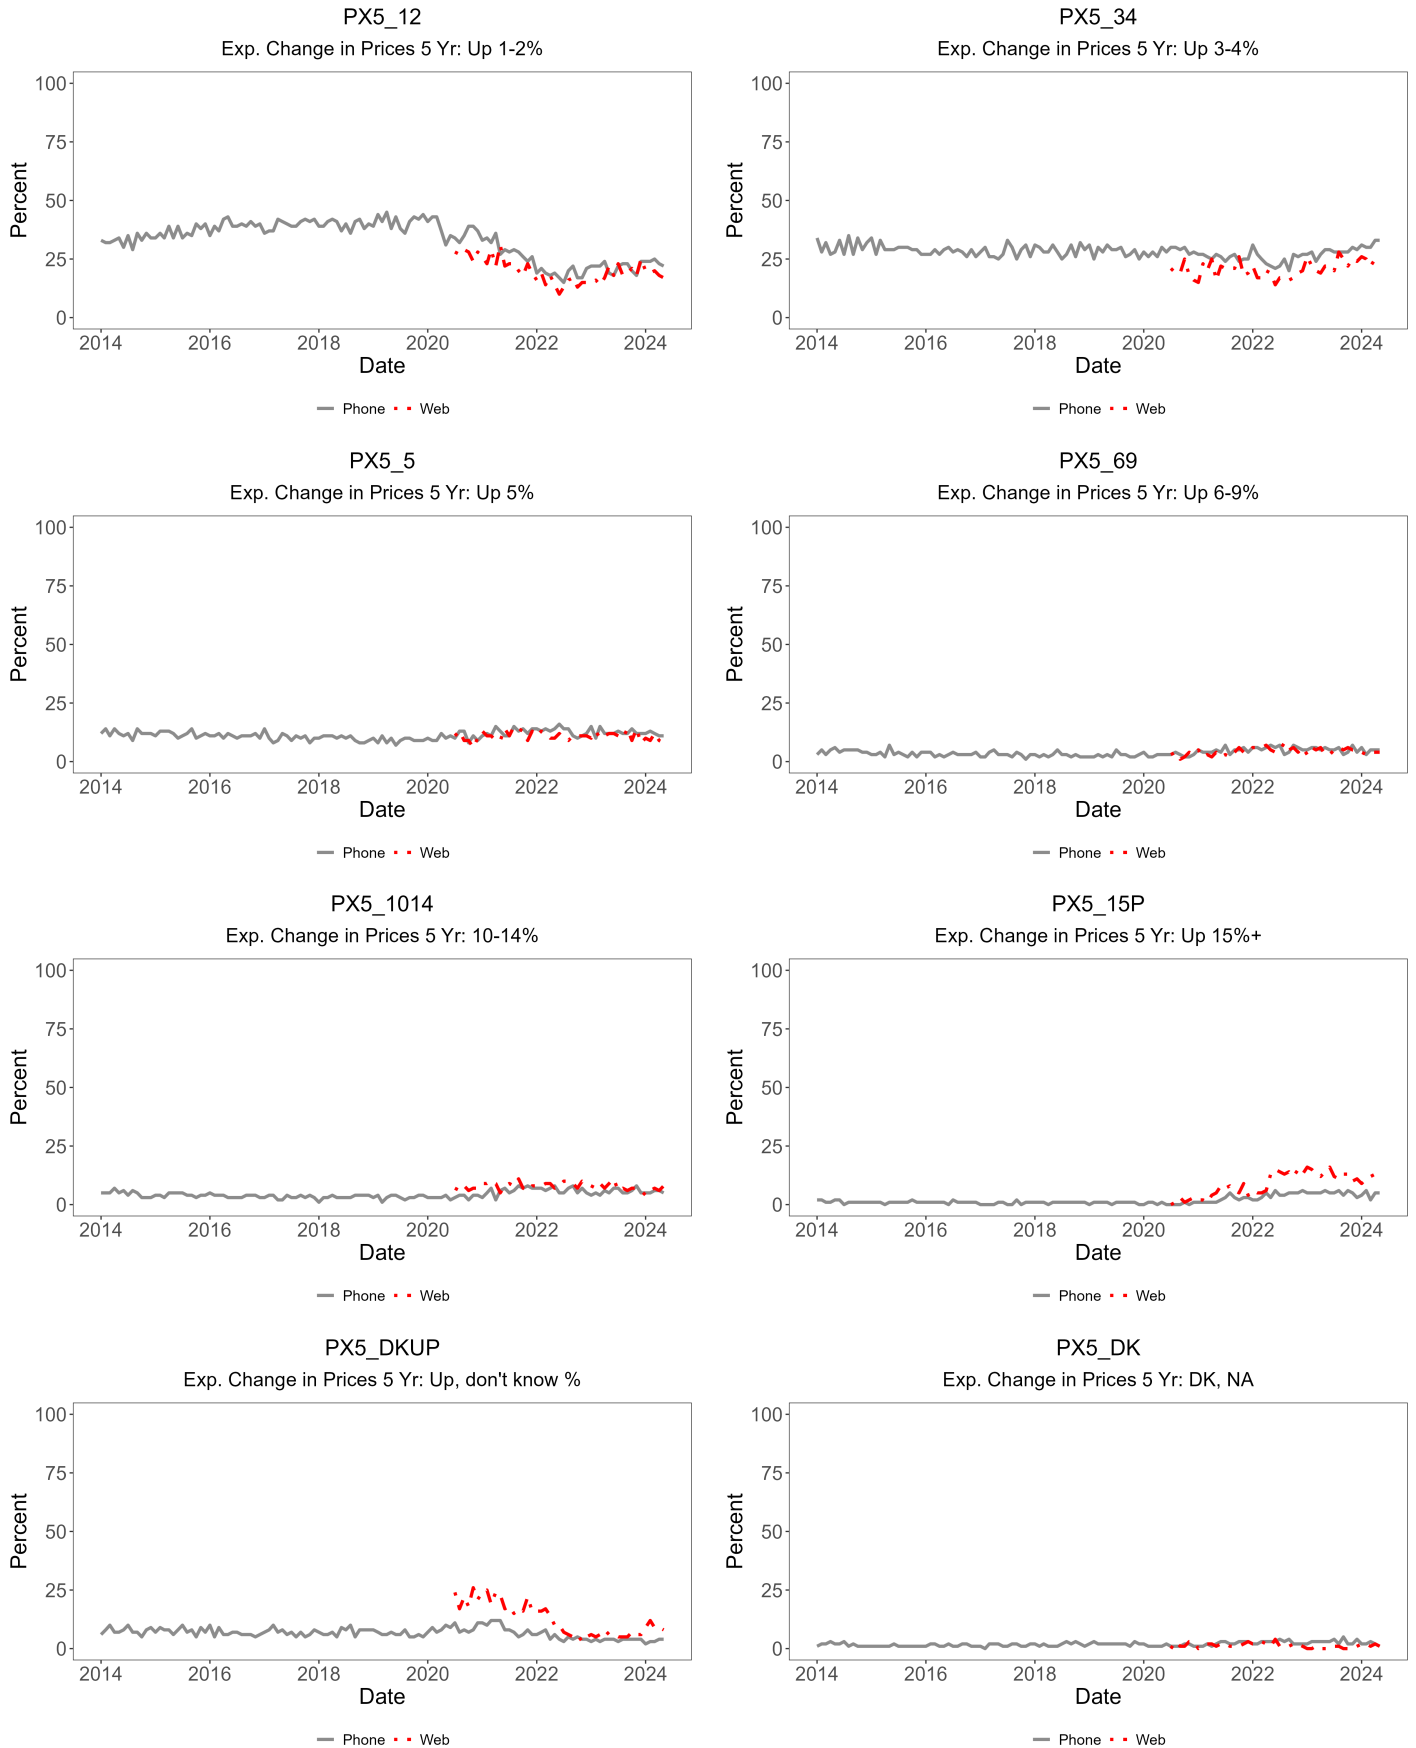 PX5_12
Exp. Change in Prices 5 Yr: Up 1-2%
100
75
50
25
0
Percent
2014 2016 2018 2020 2022 2024
Date
Phone Web
PX5_34
Exp. Change in Prices 5 Yr: Up 3-4%
100
75
50
25
0
Percent
2014 2016 2018 2020 2022 2024
Date
Phone Web
PX5_5
Exp. Change in Prices 5 Yr: Up 5%
100
75
50
25
0
Percent
2014 2016 2018 2020 2022 2024
Date
Phone Web
PX5_69
Exp. Change in Prices 5 Yr: Up 6-9%
100
75
50
25
0
Percent
2014 2016 2018 2020 2022 2024
Date
Phone Web
PX5_1014
Exp. Change in Prices 5 Yr: 10-14%
100
75
50
25
0
Percent
2014 2016 2018 2020 2022 2024
Date
Phone Web
PX5_15P
Exp. Change in Prices 5 Yr: Up 15%+
100
75
50
25
0
Percent
2014 2016 2018 2020 2022 2024
Date
Phone Web
PX5_DKUP
Exp. Change in Prices 5 Yr: Up, don't know %
100
75
50
25
0
Percent
2014 2016 2018 2020 2022 2024
Date
Phone Web
PX5_DK
Exp. Change in Prices 5 Yr: DK, NA
100
75
50
25
0
Percent
2014 2016 2018 2020 2022 2024
Date
Phone Web